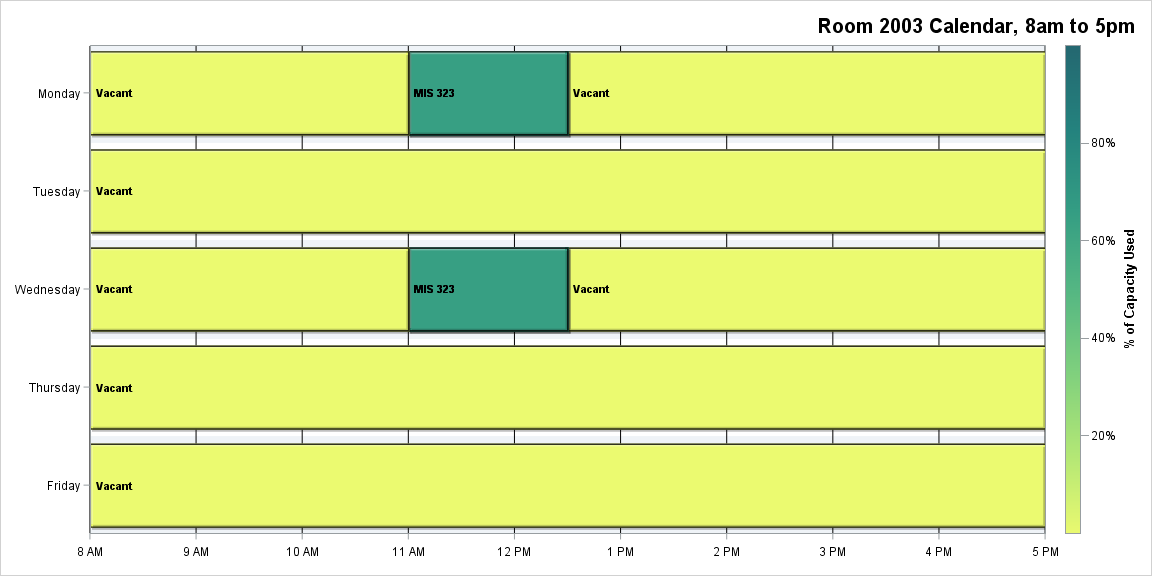 Room 2003 Calendar, 8am to 5pm
Monday
Vacant
MIS 323
Vacant
Tuesday
Vacant
Wednesday
Vacant
MIS 323
Vacant
Thursday
Vacant
Friday
Vacant
8 AM 9 AM 10 AM 11 AM 12 PM 1 PM 2 PM 3 PM 4 PM 5 PM
80%
60%
40%
20%
% of Capacity Used